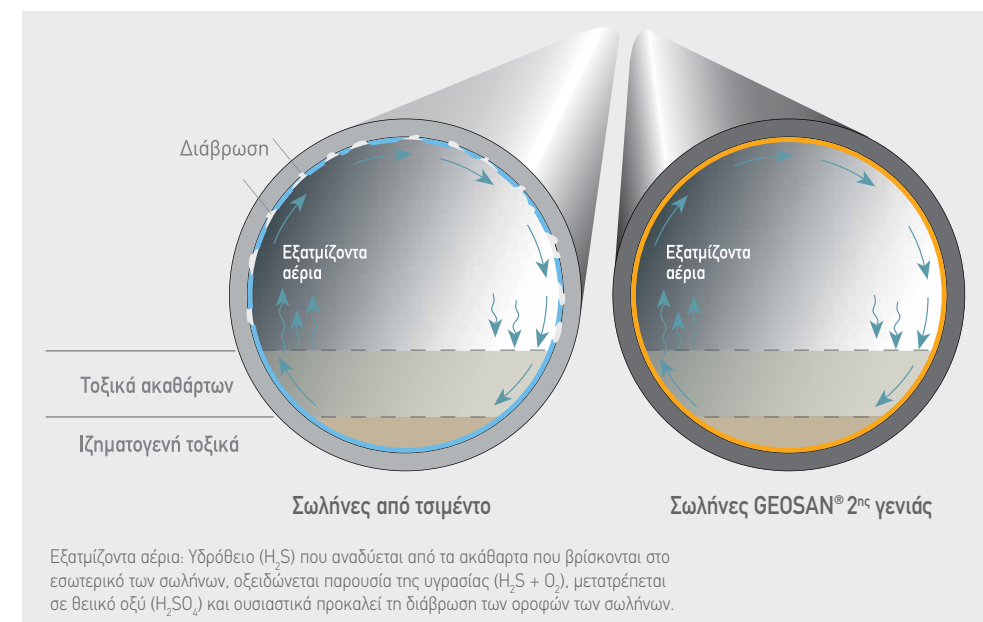 Διάβρωση
Εξατμίζοντα
αέρια
Εξατμίζοντα
αέρια
Τοξικά ακαθάρτων
Ιζηματογενή τοξικά
Σωλήνες από τσιμέντο
Σωλήνες GEOSAN® 2ης γενιάς
Εξατμίζοντα αέρια: Υδρόθειο (H₂S) που αναδύεται από τα ακάθαρτα που βρίσκονται στο
εσωτερικό των σωλήνων, οξειδώνεται παρουσία της υγρασίας (H₂S + O₂), μετατρέπεται
σε θειικό οξύ (H₂SO₄) και ουσιαστικά προκαλεί τη διάβρωση των οροφών των σωλήνων.